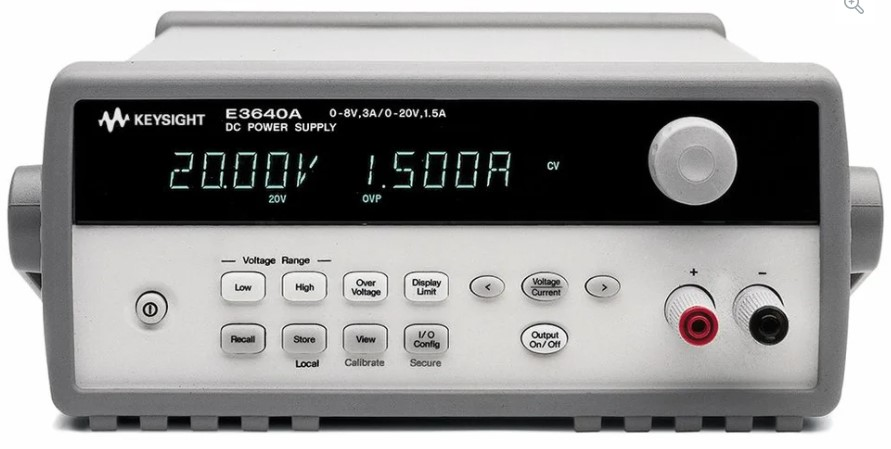 KEYSIGHT E3640A 0-8V,3A/0-20V,1.5A
DC POWER SUPPLY
20.00V 1.500A CV
20V OVP
Voltage Range
Low High Over Voltage Display Limit < Voltage Current >
+ -
Recall Store View I/O Config Output On/Off
Local Calibrate Secure